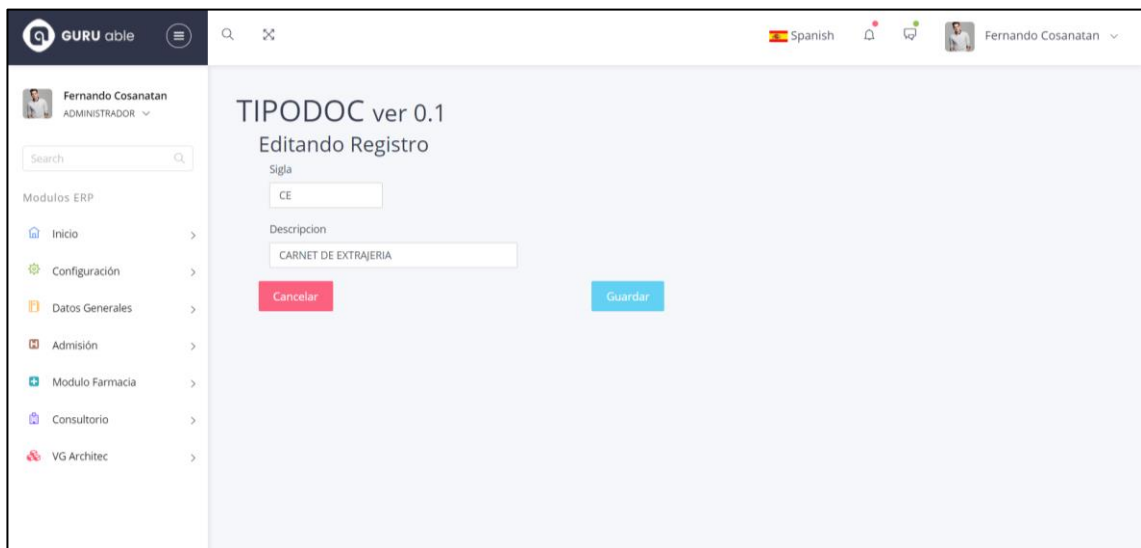 GURU able
Spanish
Fernando Cosanatan
Fernando Cosanatan
ADMINISTRADOR
Search
Modulos ERP
Inicio
Configuración
Datos Generales
Admisión
Modulo Farmacia
Consultorio
VG Architec
TIPODOC ver 0.1
Editando Registro
Sigla
CE
Descripcion
CARNET DE EXTRAJERIA
Cancelar
Guardar